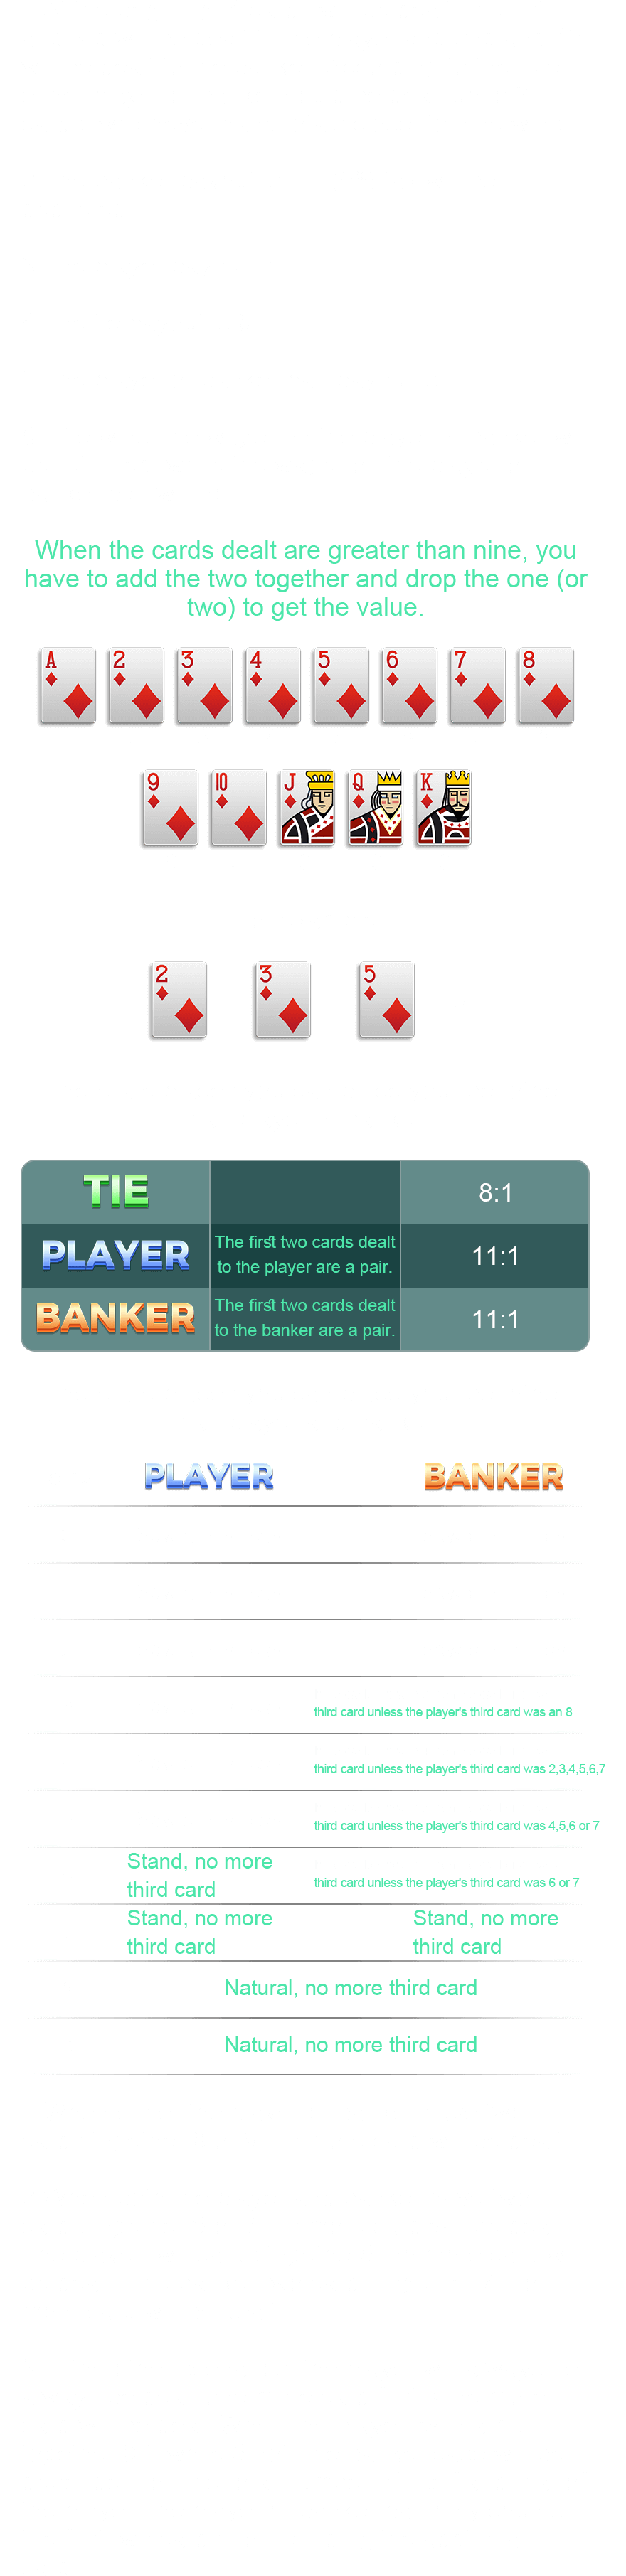 When the cards dealt are greater than nine, you
have to add the two together and drop the one (or
two) to get the value.
A 2 3 4 5 6 7 8
9 10 J Q K
2 3 5
TIE 8:1
PLAYER
The first two cards dealt
to the player are a pair.
11:1
BANKER
The first two cards dealt
to the banker are a pair.
11:1
PLAYER BANKER
third card unless the player's third card was an 8
third card unless the player's third card was 2,3,4,5,6,7
third card unless the player's third card was 4,5,6 or 7
Stand, no more
third card
third card unless the player's third card was 6 or 7
Stand, no more
third card
Stand, no more
third card
Natural, no more third card
Natural, no more third card